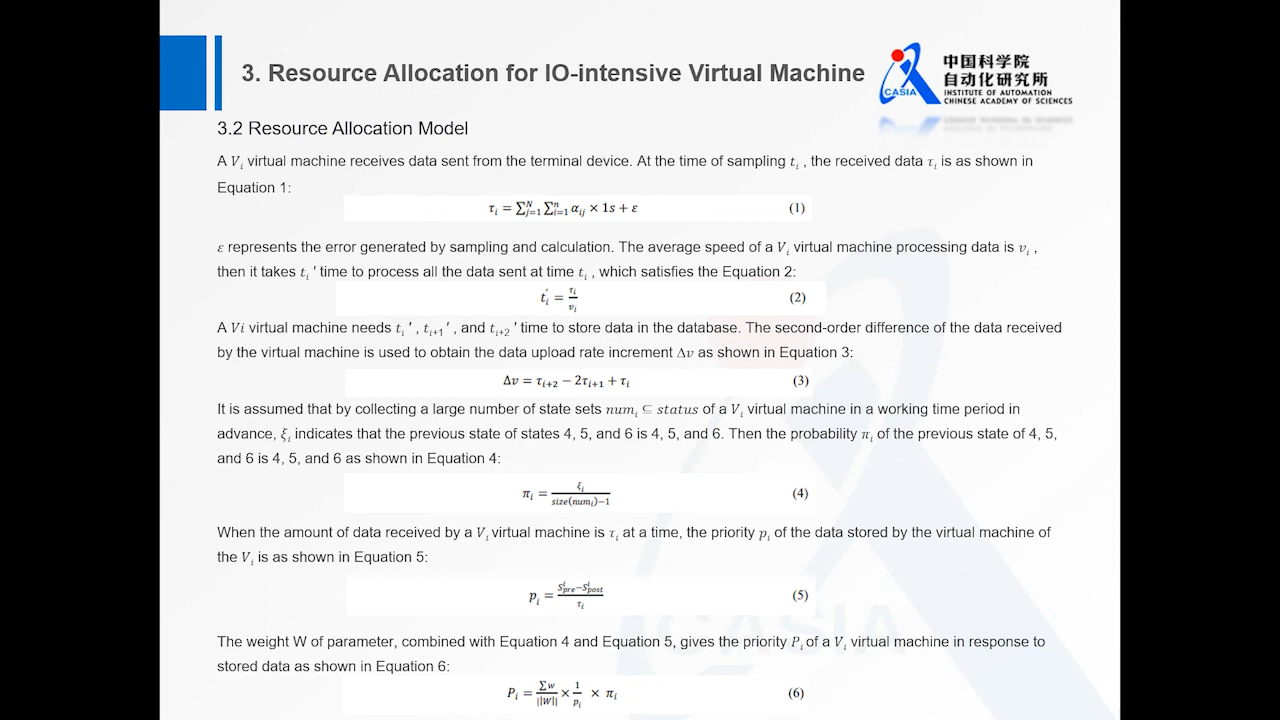 3. Resource Allocation for IO-intensive Virtual Machine
CASIA
中国科学院
自动化研究所
INSTITUTE OF AUTOMATION
CHINESE ACADEMY OF SCIENCES
3.2 Resource Allocation Model
A Vᵢ virtual machine receives data sent from the terminal device. At the time of sampling tᵢ , the received data τᵢ is as shown in
Equation 1:
τᵢ = ∑ⱼ₌₁ᴺ ∑ᵢ₌₁ⁿ αᵢⱼ × 1s + ε (1)
ε represents the error generated by sampling and calculation. The average speed of a Vᵢ virtual machine processing data is vᵢ ,
then it takes tᵢ ′ time to process all the data sent at time tᵢ , which satisfies the Equation 2:
tᵢ′ = τᵢ / vᵢ (2)
A Vi virtual machine needs tᵢ ′ , tᵢ₊₁ ′ , and tᵢ₊₂ ′ time to store data in the database. The second-order difference of the data received
by the virtual machine is used to obtain the data upload rate increment Δv as shown in Equation 3:
Δv = τᵢ₊₂ − 2τᵢ₊₁ + τᵢ (3)
It is assumed that by collecting a large number of state sets numᵢ ⊆ status of a Vᵢ virtual machine in a working time period in
advance, ξᵢ indicates that the previous state of states 4, 5, and 6 is 4, 5, and 6. Then the probability πᵢ of the previous state of 4, 5,
and 6 is 4, 5, and 6 as shown in Equation 4:
πᵢ = ξᵢ / size(numᵢ)−1 (4)
When the amount of data received by a Vᵢ virtual machine is τᵢ at a time, the priority pᵢ of the data stored by the virtual machine of
the Vᵢ is as shown in Equation 5:
pᵢ = Sⁱpre−Sⁱpost / τᵢ (5)
The weight W of parameter, combined with Equation 4 and Equation 5, gives the priority Pᵢ of a Vᵢ virtual machine in response to
stored data as shown in Equation 6:
Pᵢ = ∑w / ||W|| × 1 / pᵢ × πᵢ (6)